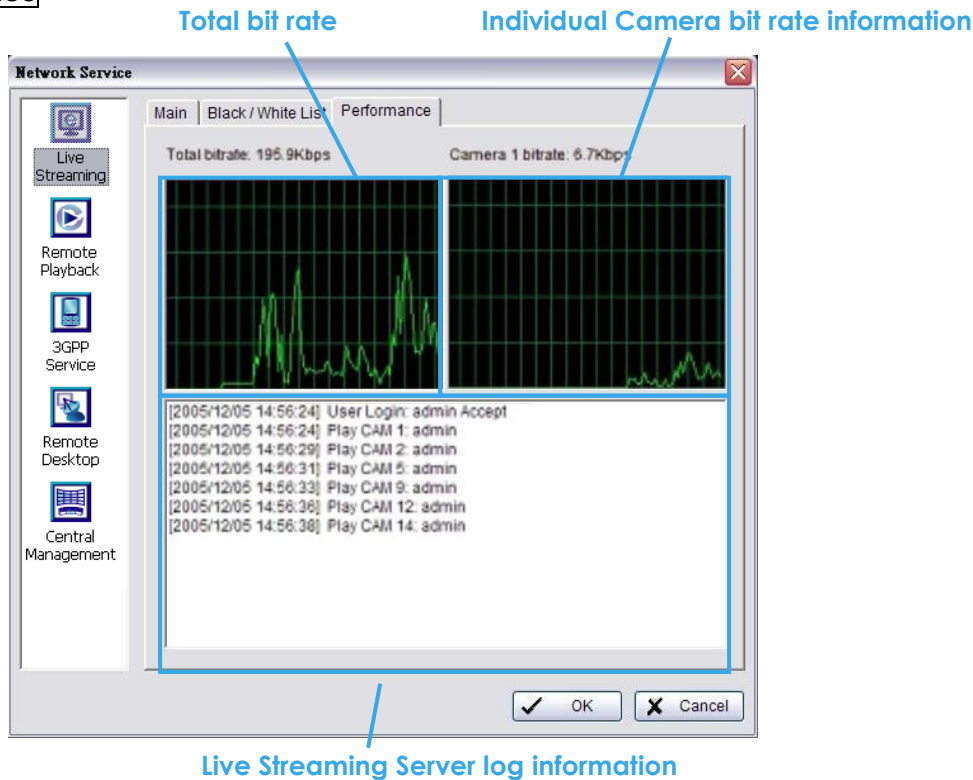 Total bit rate
Individual Camera bit rate information
Network Service
Main
Black / White List
Performance
Live
Streaming
Remote
Playback
3GPP
Service
Remote
Desktop
Central
Management
Total bitrate: 195.9Kbps
Camera 1 bitrate: 6.7Kbps
[2005/12/05 14:56:24] User Login: admin Accept
[2005/12/05 14:56:24] Play CAM 1: admin
[2005/12/05 14:56:29] Play CAM 2: admin
[2005/12/05 14:56:31] Play CAM 5: admin
[2005/12/05 14:56:33] Play CAM 9: admin
[2005/12/05 14:56:36] Play CAM 12: admin
[2005/12/05 14:56:38] Play CAM 14: admin
OK
Cancel
Live Streaming Server log information